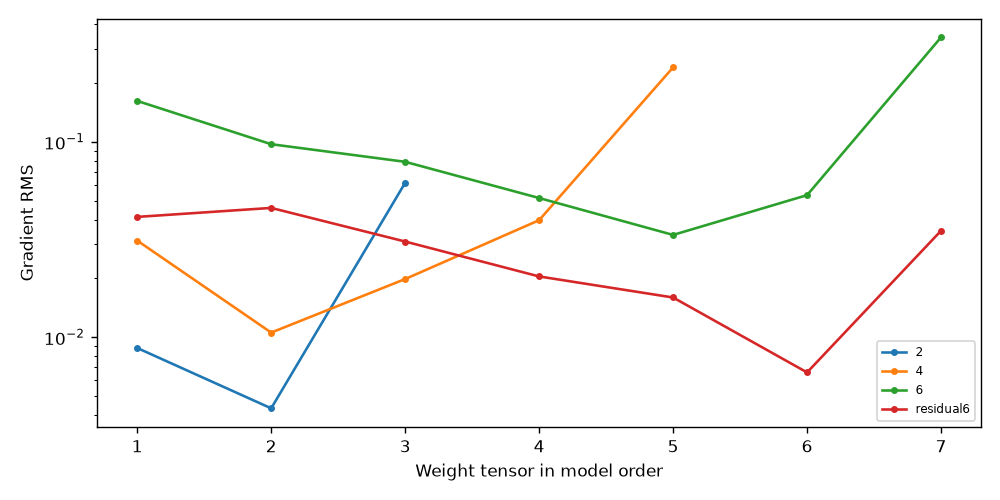 Gradient RMS
10⁻¹
10⁻²
1 2 3 4 5 6 7
Weight tensor in model order
2
4
6
residual6